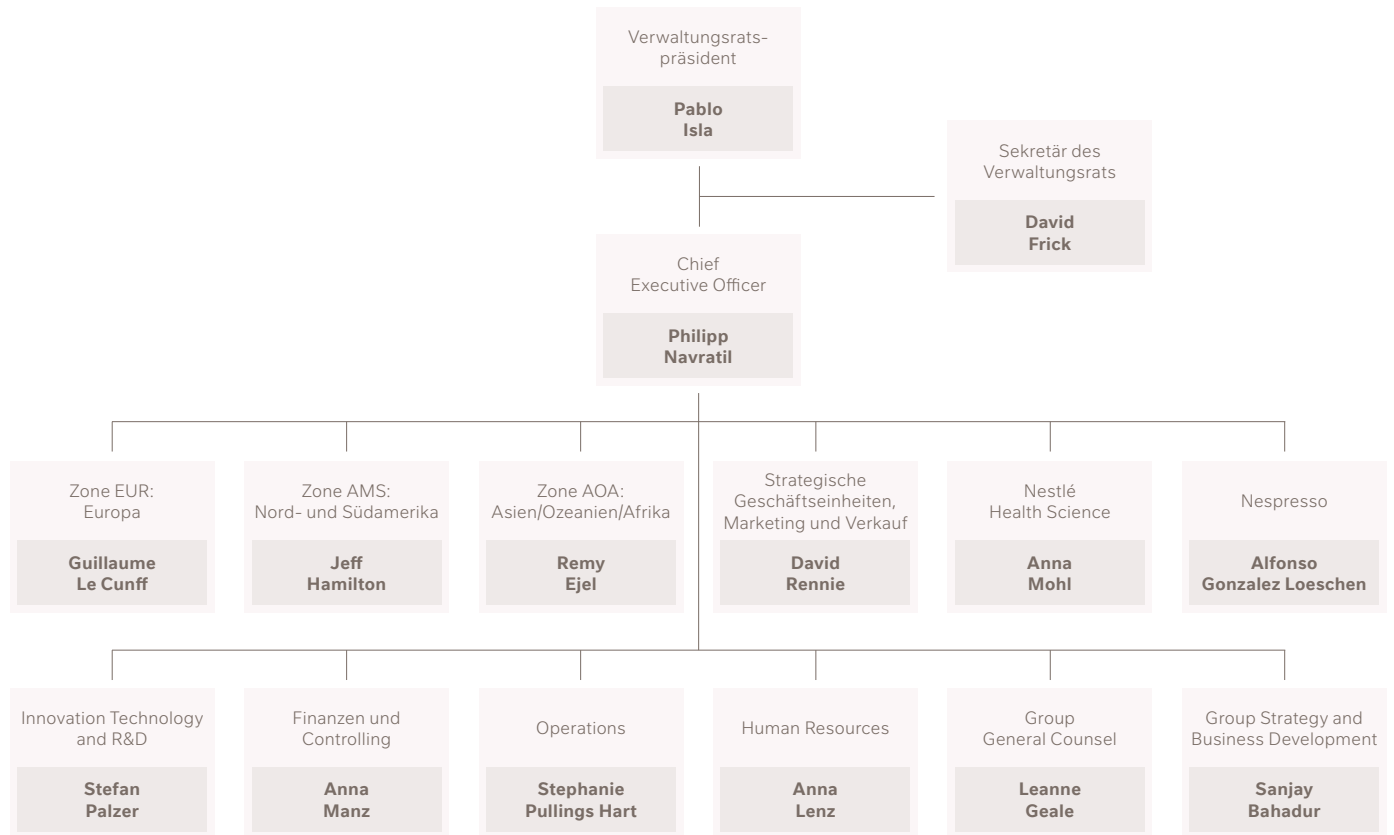 Verwaltungsrats-
präsident
Pablo
Isla
Sekretär des
Verwaltungsrats
David
Frick
Chief
Executive Officer
Philipp
Navratil
Zone EUR:
Europa
Guillaume
Le Cunff
Zone AMS:
Nord- und Südamerika
Jeff
Hamilton
Zone AOA:
Asien/Ozeanien/Afrika
Remy
Ejel
Strategische
Geschäftseinheiten,
Marketing und Verkauf
David
Rennie
Nestlé
Health Science
Anna
Mohl
Nespresso
Alfonso
Gonzalez Loeschen
Innovation Technology
and R&D
Stefan
Palzer
Finanzen und
Controlling
Anna
Manz
Operations
Stephanie
Pullings Hart
Human Resources
Anna
Lenz
Group
General Counsel
Leanne
Geale
Group Strategy and
Business Development
Sanjay
Bahadur